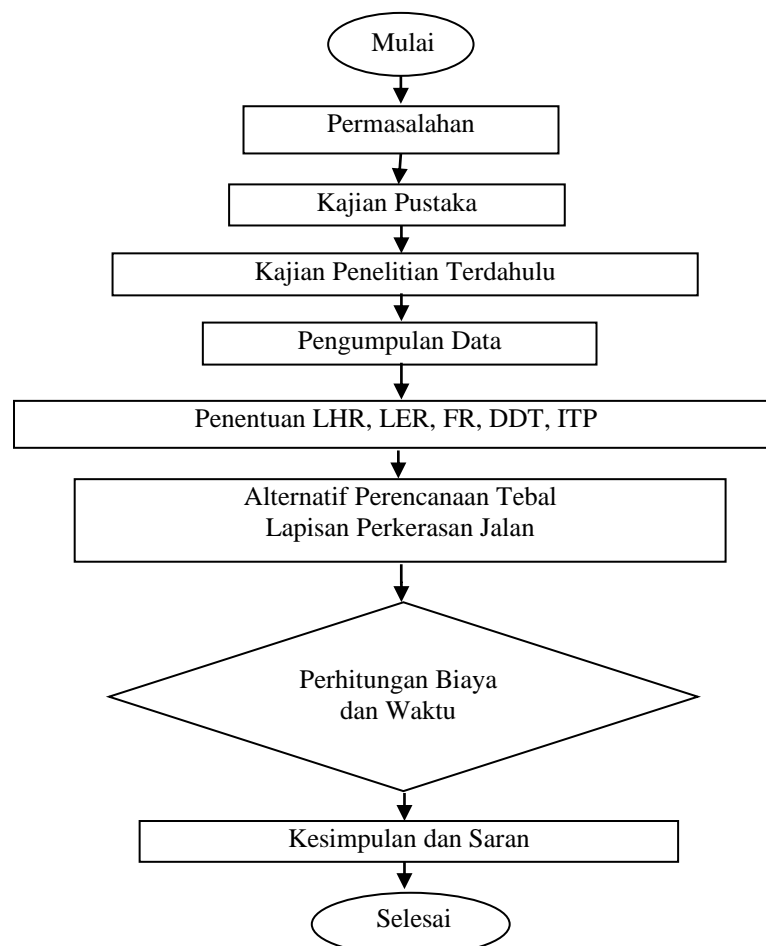 Mulai
Permasalahan
Kajian Pustaka
Kajian Penelitian Terdahulu
Pengumpulan Data
Penentuan LHR, LER, FR, DDT, ITP
Alternatif Perencanaan Tebal
Lapisan Perkerasan Jalan
Perhitungan Biaya
dan Waktu
Kesimpulan dan Saran
Selesai